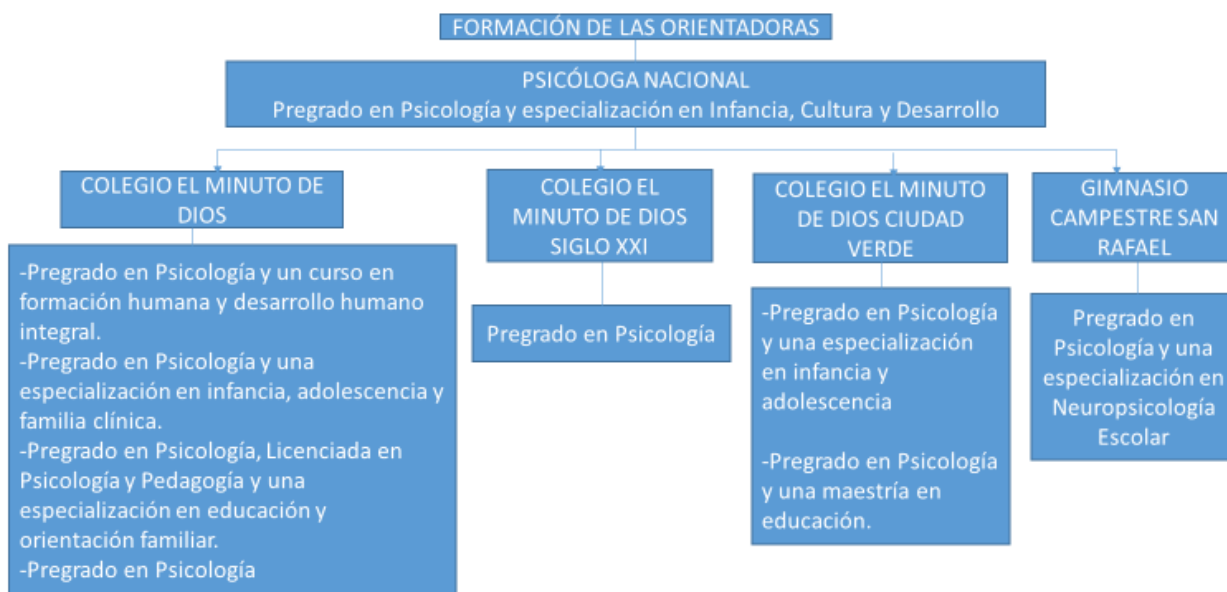 FORMACIÓN DE LAS ORIENTADORAS
PSICÓLOGA NACIONAL
Pregrado en Psicología y especialización en Infancia, Cultura y Desarrollo
COLEGIO EL MINUTO DE
DIOS
-Pregrado en Psicología y un curso en
formación humana y desarrollo humano
integral.
-Pregrado en Psicología y una
especialización en infancia, adolescencia y
familia clínica.
-Pregrado en Psicología, Licenciada en
Psicología y Pedagogía y una
especialización en educación y
orientación familiar.
-Pregrado en Psicología
COLEGIO EL
MINUTO DE DIOS
SIGLO XXI
Pregrado en Psicología
COLEGIO EL MINUTO
DE DIOS CIUDAD
VERDE
-Pregrado en Psicología
y una especialización
en infancia y
adolescencia
-Pregrado en Psicología
y una maestría en
educación.
GIMNASIO
CAMPESTRE SAN
RAFAEL
Pregrado en
Psicología y una
especialización en
Neuropsicología
Escolar